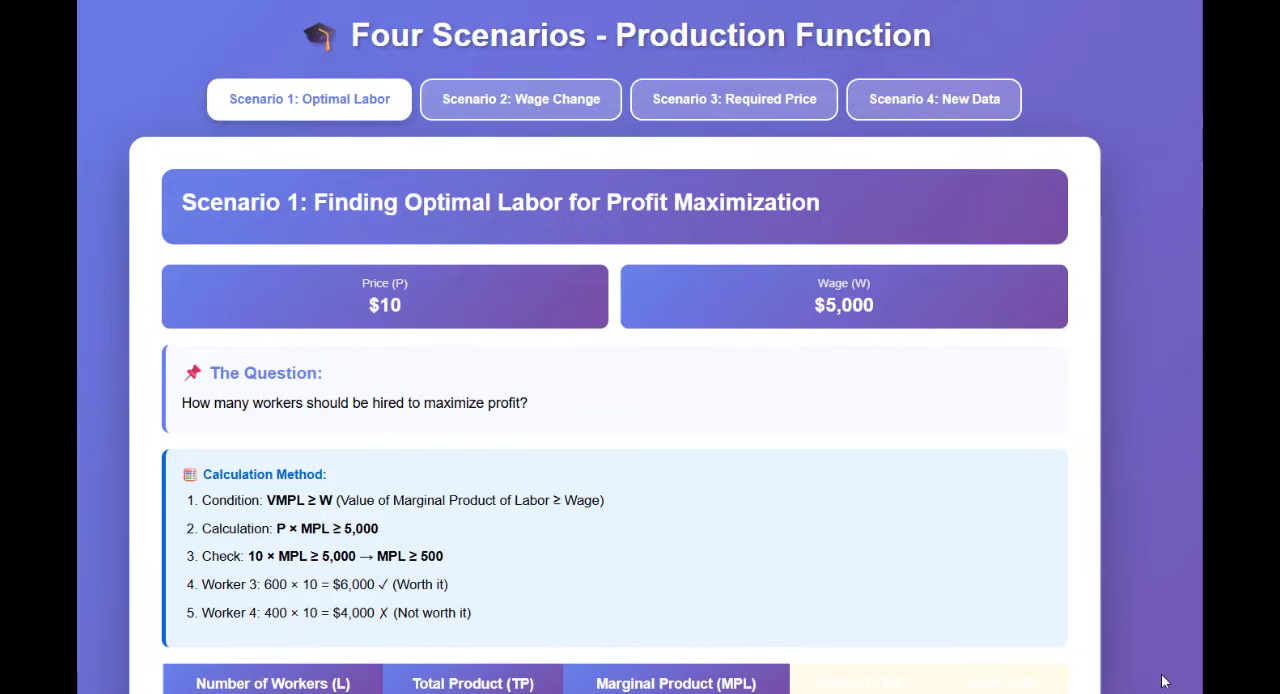 Four Scenarios - Production Function
Scenario 1: Optimal Labor
Scenario 2: Wage Change
Scenario 3: Required Price
Scenario 4: New Data
Scenario 1: Finding Optimal Labor for Profit Maximization
Price (P)
$10
Wage (W)
$5,000
The Question:
How many workers should be hired to maximize profit?
Calculation Method:
1. Condition: VMPL ≥ W (Value of Marginal Product of Labor ≥ Wage)
2. Calculation: P × MPL ≥ 5,000
3. Check: 10 × MPL ≥ 5,000 → MPL ≥ 500
4. Worker 3: 600 × 10 = $6,000 ✓ (Worth it)
5. Worker 4: 400 × 10 = $4,000 ✗ (Not worth it)
Number of Workers (L)
Total Product (TP)
Marginal Product (MPL)